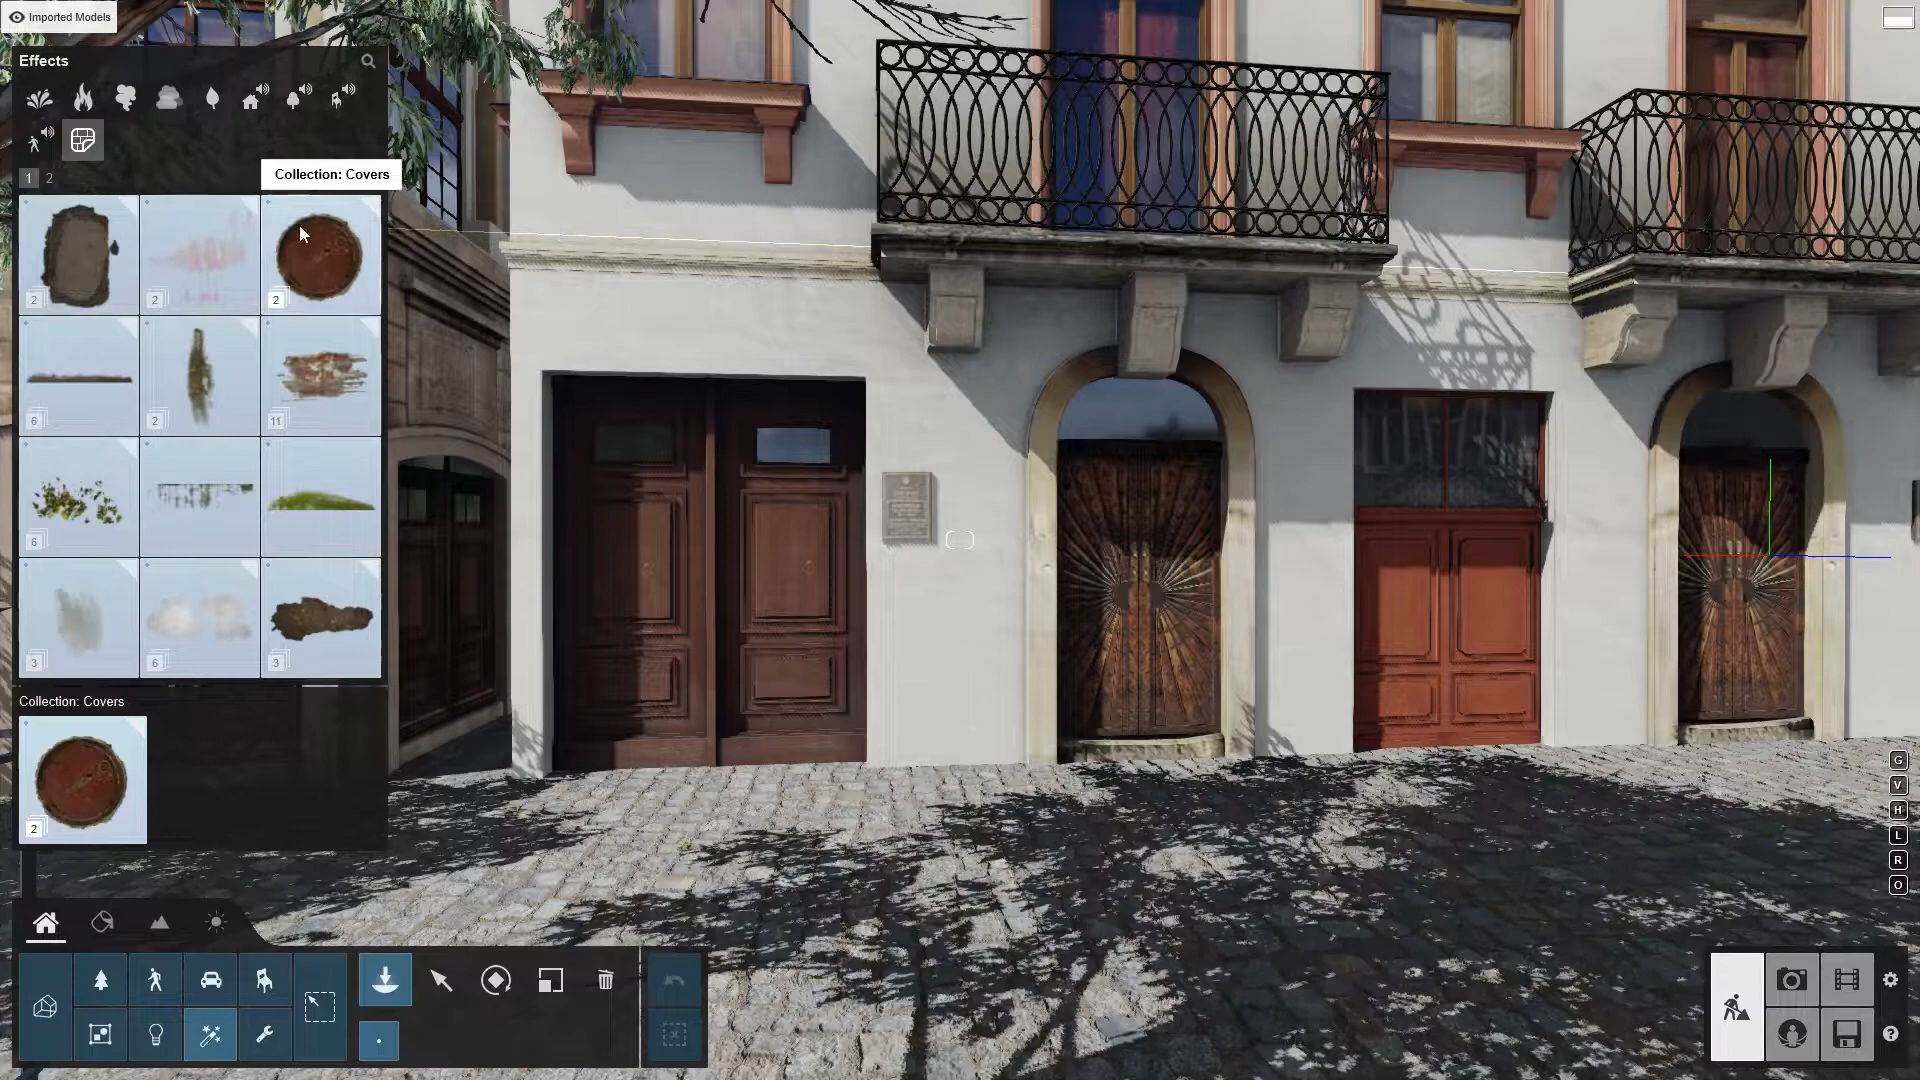 Imported Models
Effects
1 2
Collection: Covers
2 2 2
6 2 11
6
3 6 3
Collection: Covers
2
G
V
H
L
R
O
?